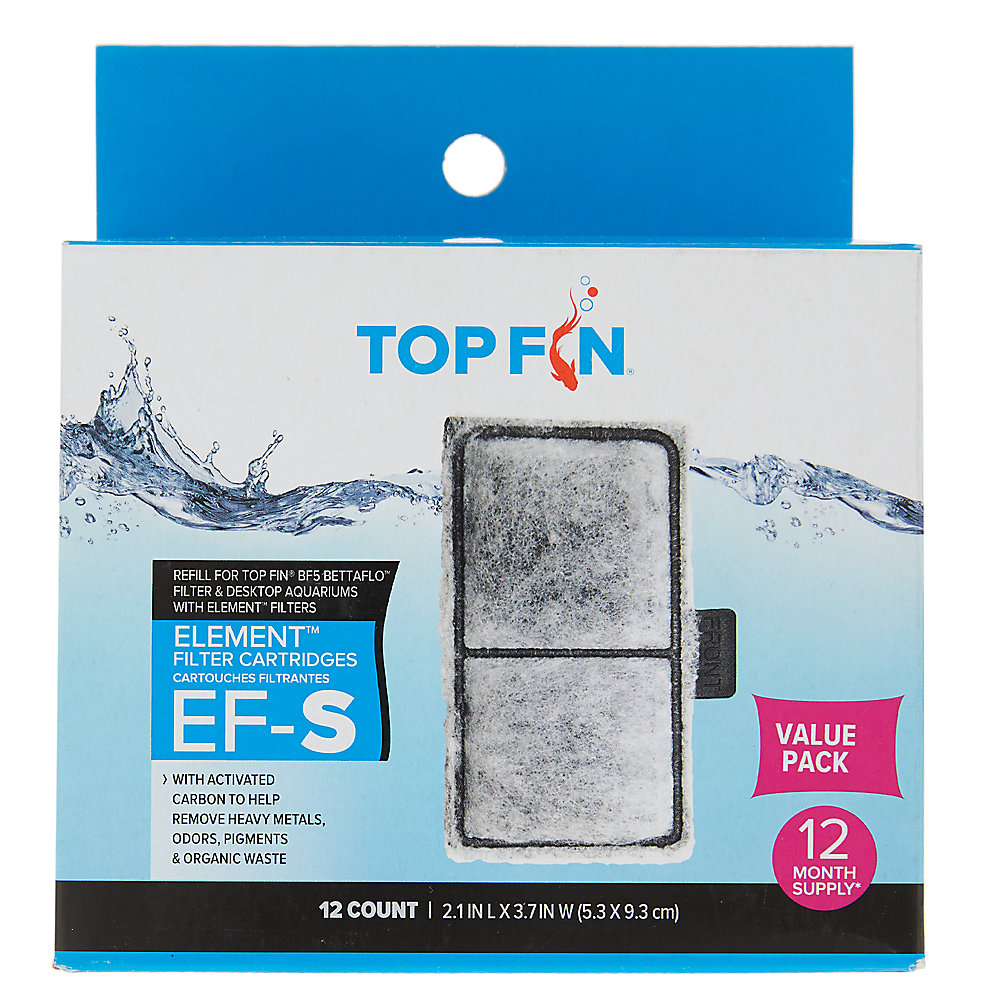 TOP FIN®
REFILL FOR TOP FIN® BF5 BETTAFLO™
FILTER & DESKTOP AQUARIUMS
WITH ELEMENT™ FILTERS
ELEMENT™
FILTER CARTRIDGES
CARTOUCHES FILTRANTES
EF-S
› WITH ACTIVATED
CARBON TO HELP
REMOVE HEAVY METALS,
ODORS, PIGMENTS
& ORGANIC WASTE
FRONT
VALUE
PACK
12
MONTH
SUPPLY*
12 COUNT | 2.1 IN L X 3.7 IN W (5.3 X 9.3 cm)